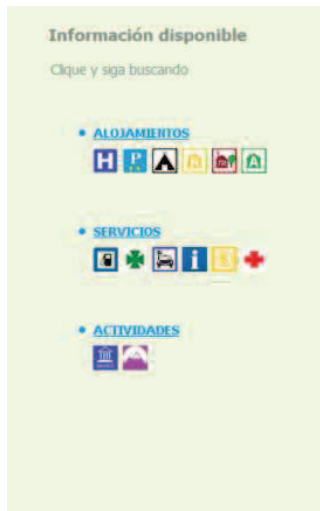 Información disponible
Clique y siga buscando
ALOJAMIENTOS
H P A
SERVICIOS
i
ACTIVIDADES